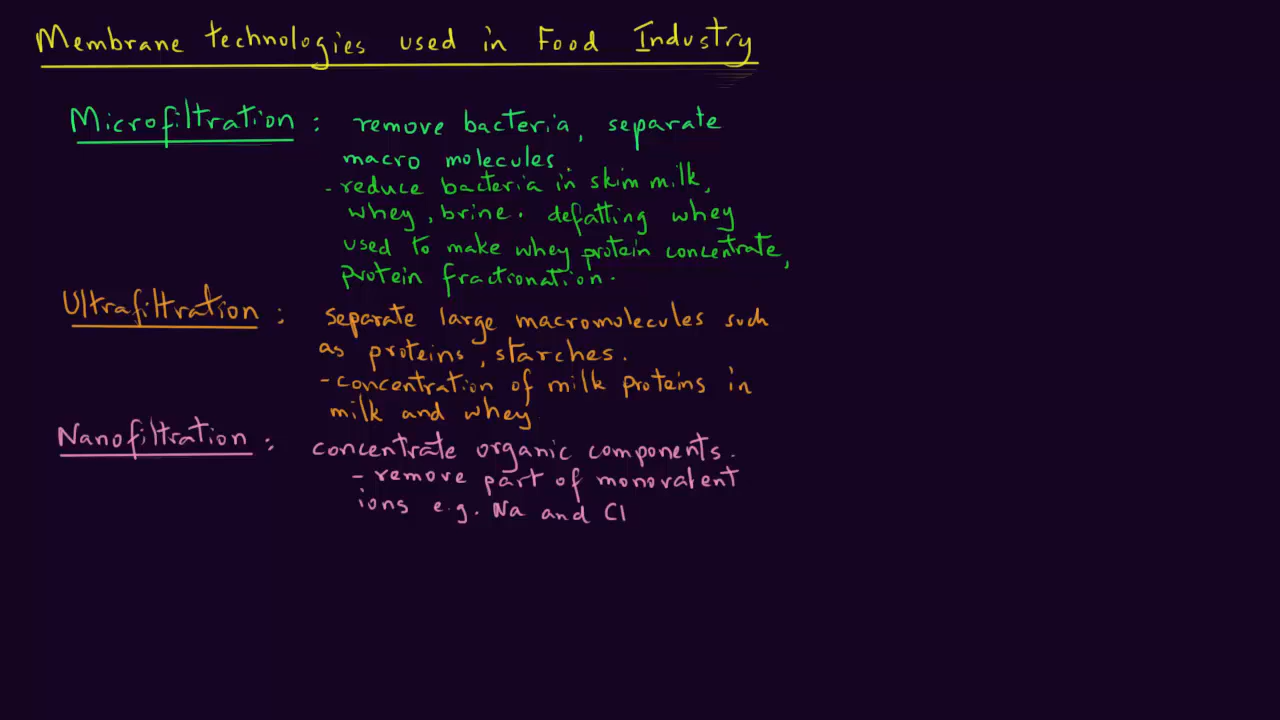 Membrane technologies used in Food Industry
Microfiltration : remove bacteria, separate
macro molecules.
- reduce bacteria in skim milk,
whey, brine. defatting whey
used to make whey protein concentrate,
protein fractionation.
Ultrafiltration : separate large macromolecules such
as proteins, starches.
- concentration of milk proteins in
milk and whey
Nanofiltration : concentrate organic components.
- remove part of monovalent
ions e.g. Na and Cl